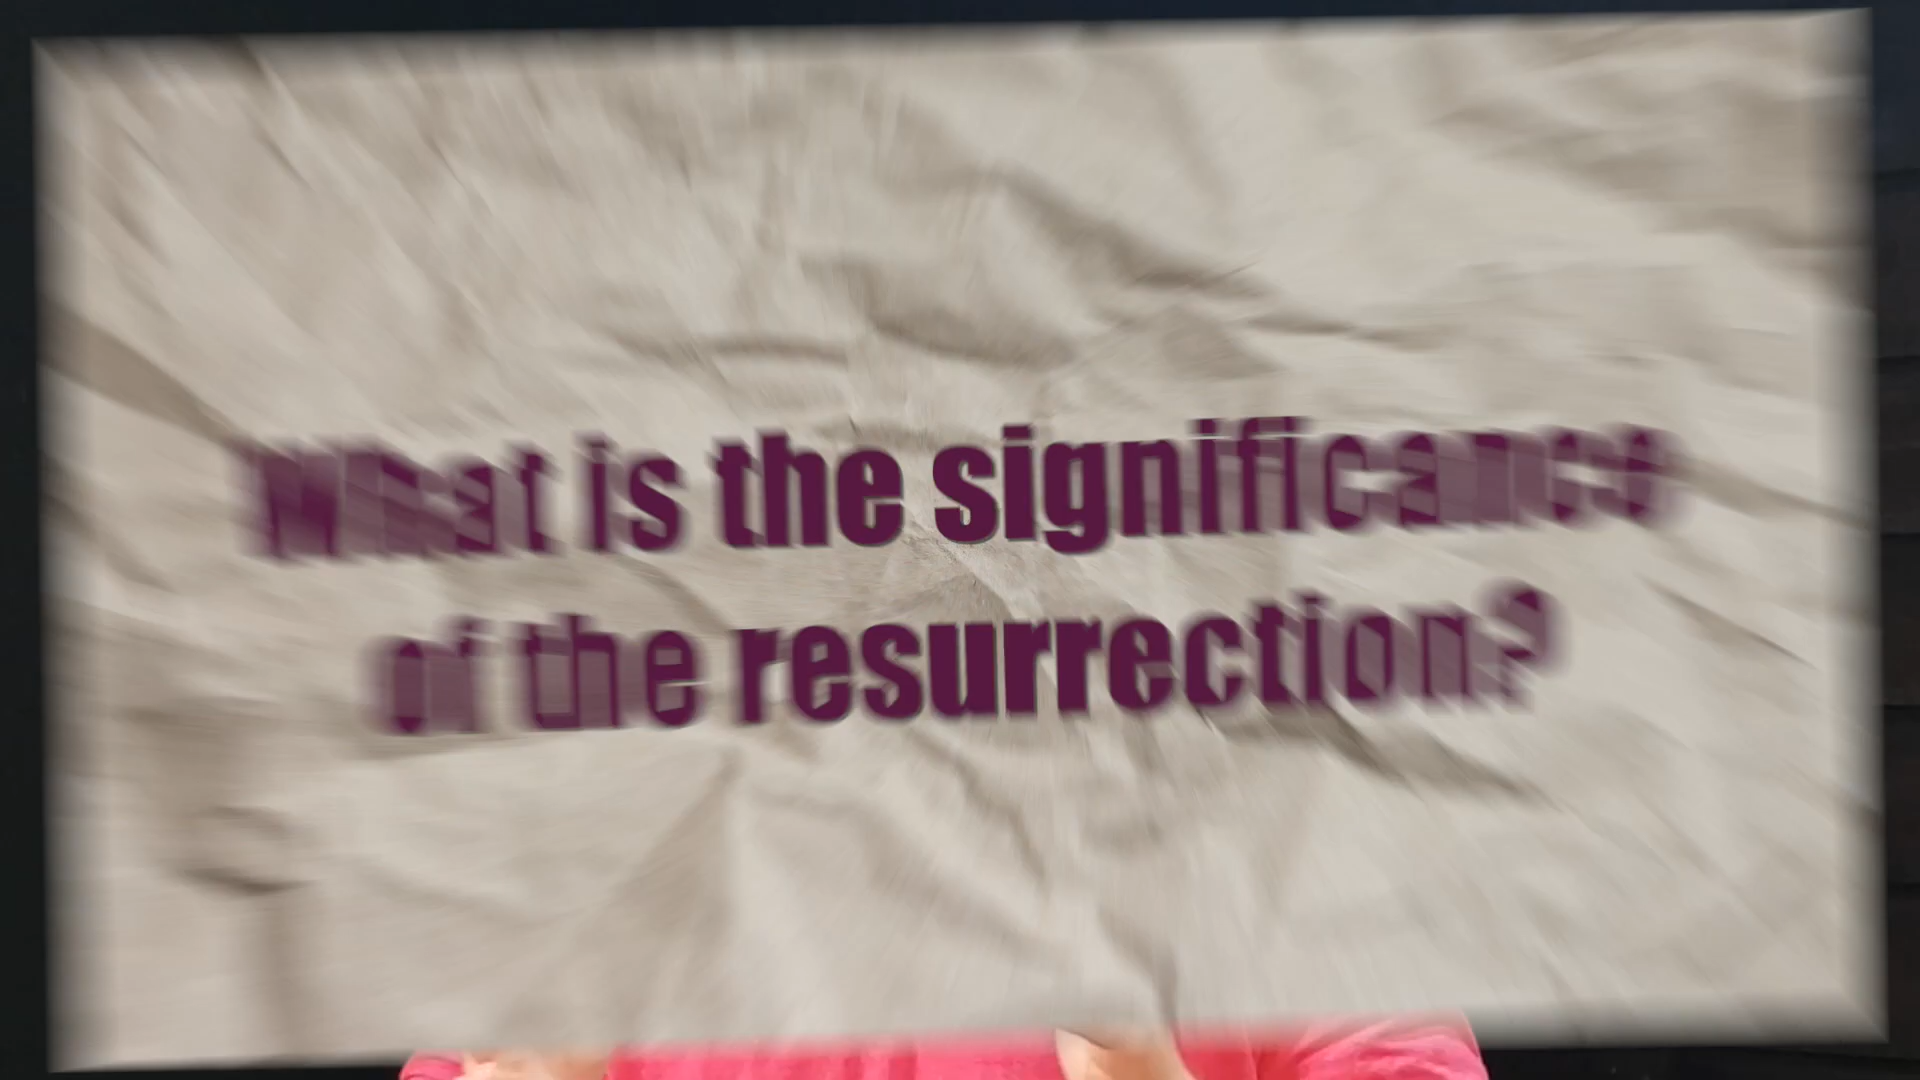 What is the significance
of the resurrection?